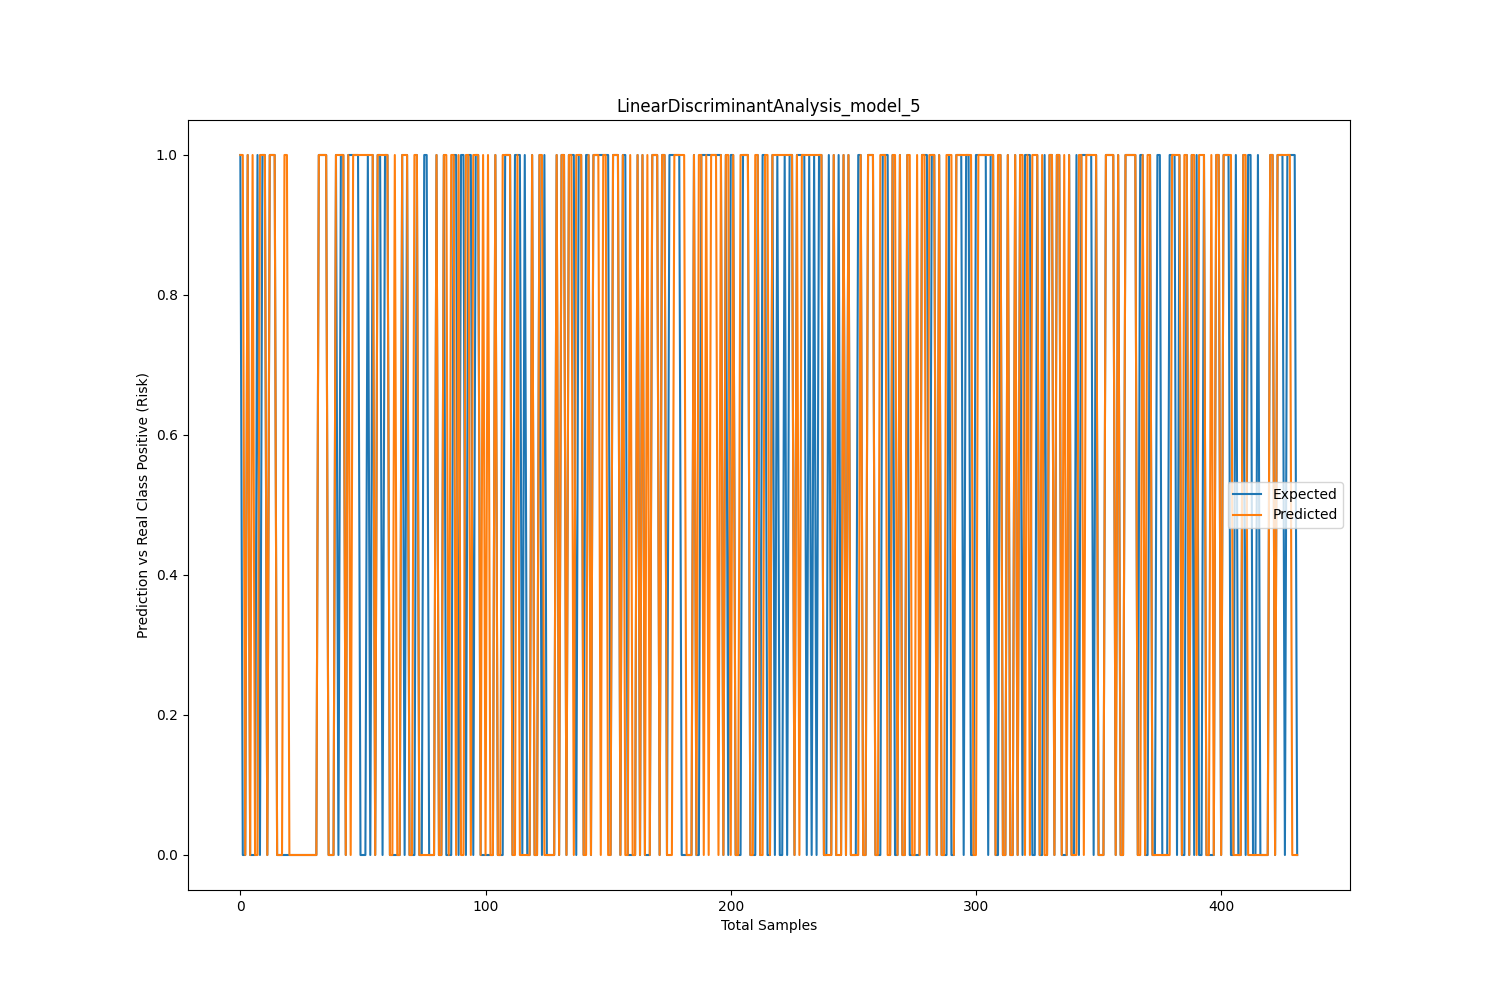 LinearDiscriminantAnalysis_model_5
Prediction vs Real Class Positive (Risk)
1.0
0.8
0.6
0.4
0.2
0.0
Expected
Predicted
0
100
200
300
400
Total Samples